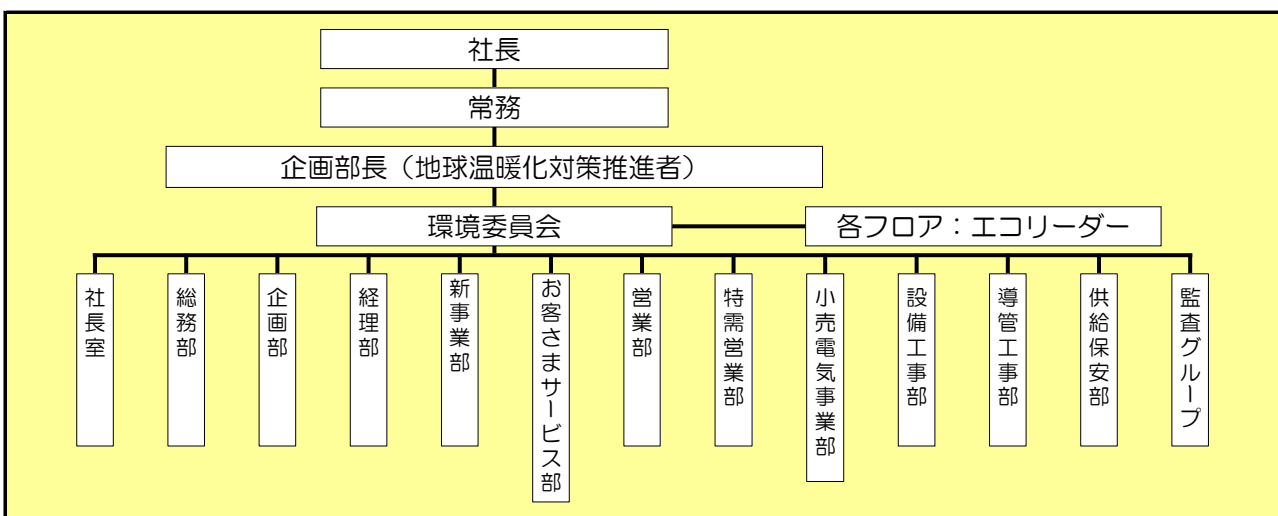 社長
常務
企画部長（地球温暖化対策推進者）
環境委員会
各フロア：エコリーダー
社長室
総務部
企画部
経理部
新事業部
お客さまサービス部
営業部
特需営業部
小売電気事業部
設備工事部
導管工事部
供給保安部
監査グループ